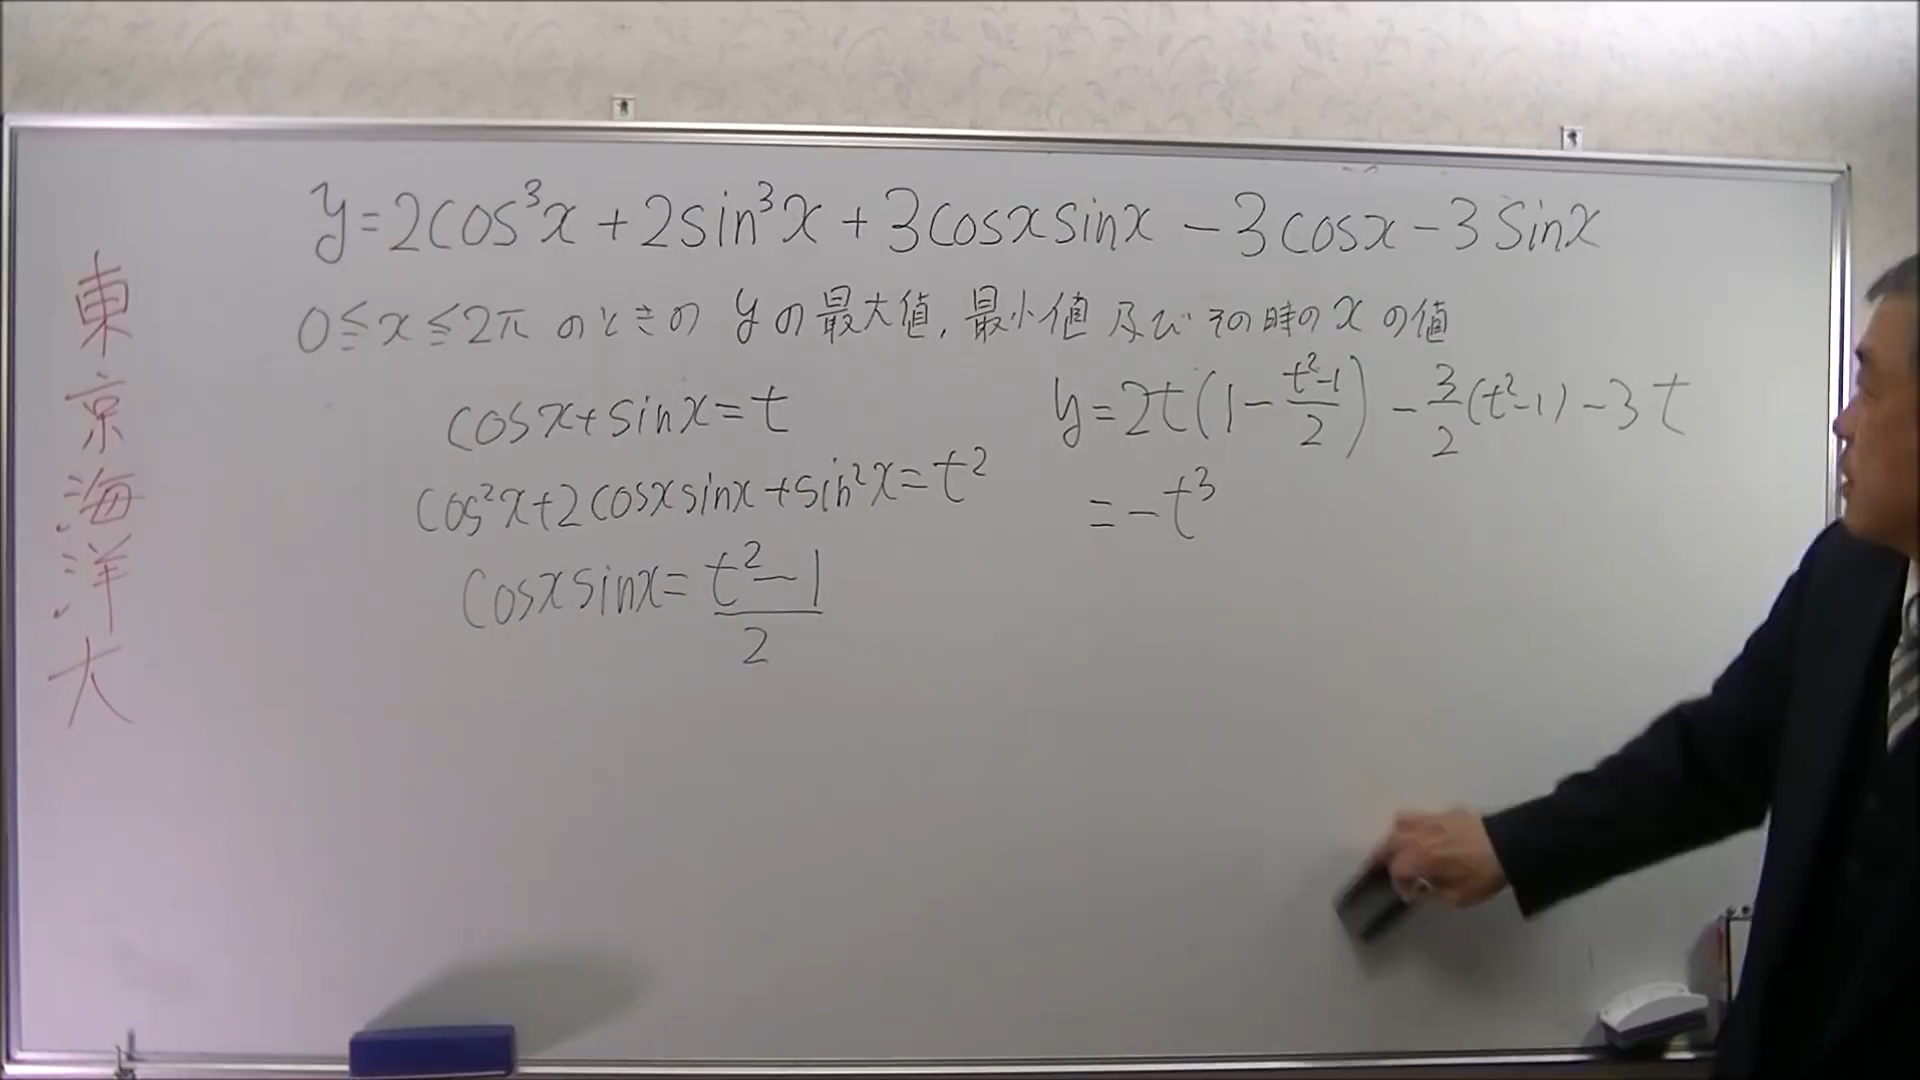 y=2cos³x+2sin³x+3cosxsinx-3cosx-3sinx
0≦x≦2πのときの yの最大値,最小値 及びその時のxの値
cosx+sinx=t
cos²x+2cosxsinx+sin²x=t²
cosxsinx=(t²-1)/2
y=2t(1-(t²-1)/2)-3/2(t²-1)-3t
=-t³
東京海洋大